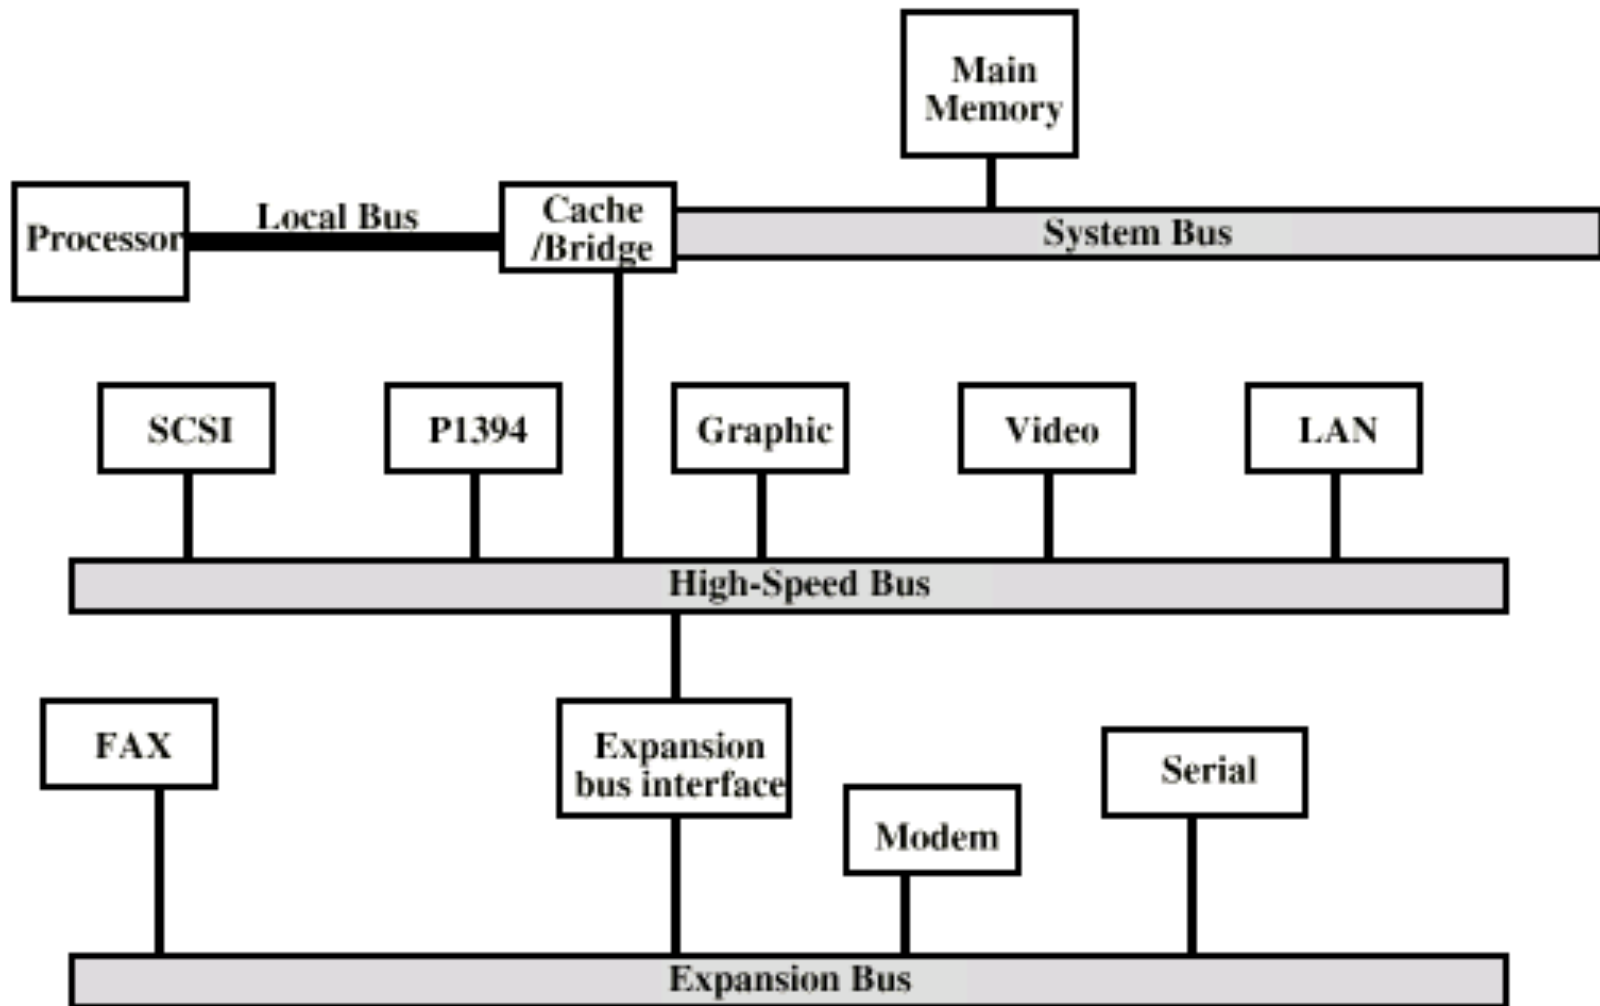 Main
Memory
Processor
Local Bus
Cache
/Bridge
System Bus
SCSI
P1394
Graphic
Video
LAN
High-Speed Bus
FAX
Expansion
bus interface
Modem
Serial
Expansion Bus